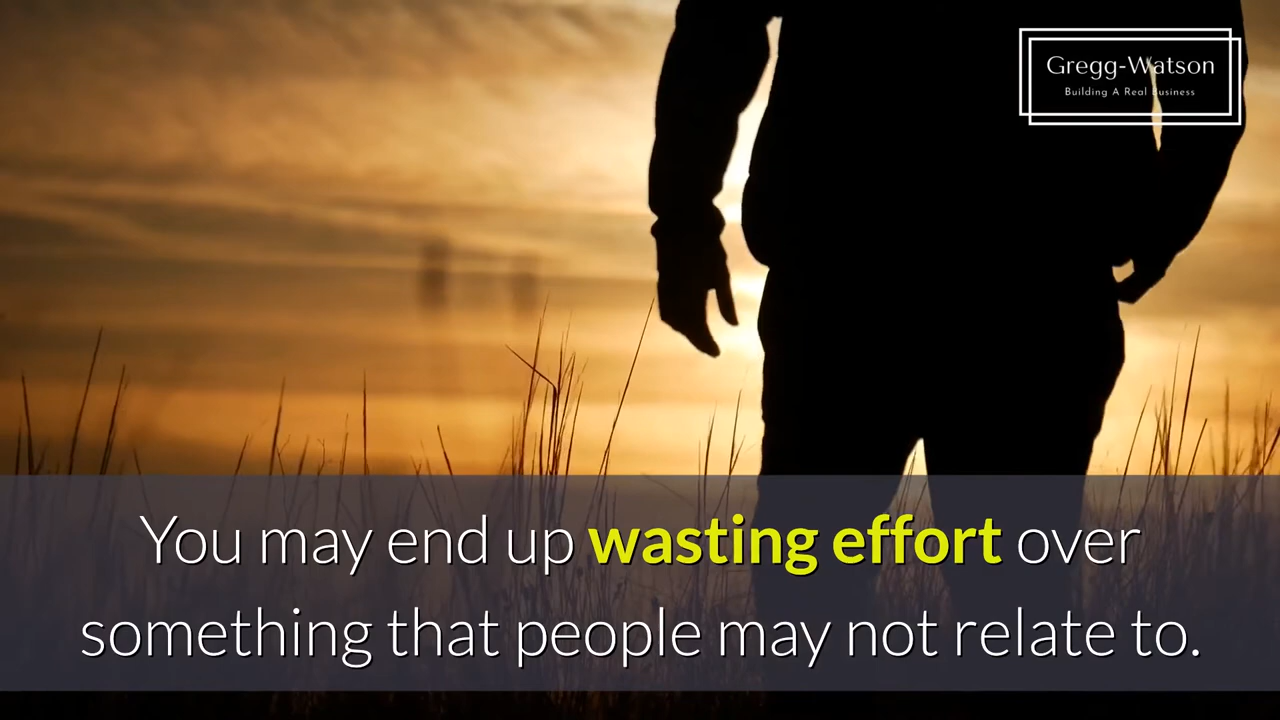 Gregg-Watson
Building A Real Business
You may end up wasting effort over
something that people may not relate to.